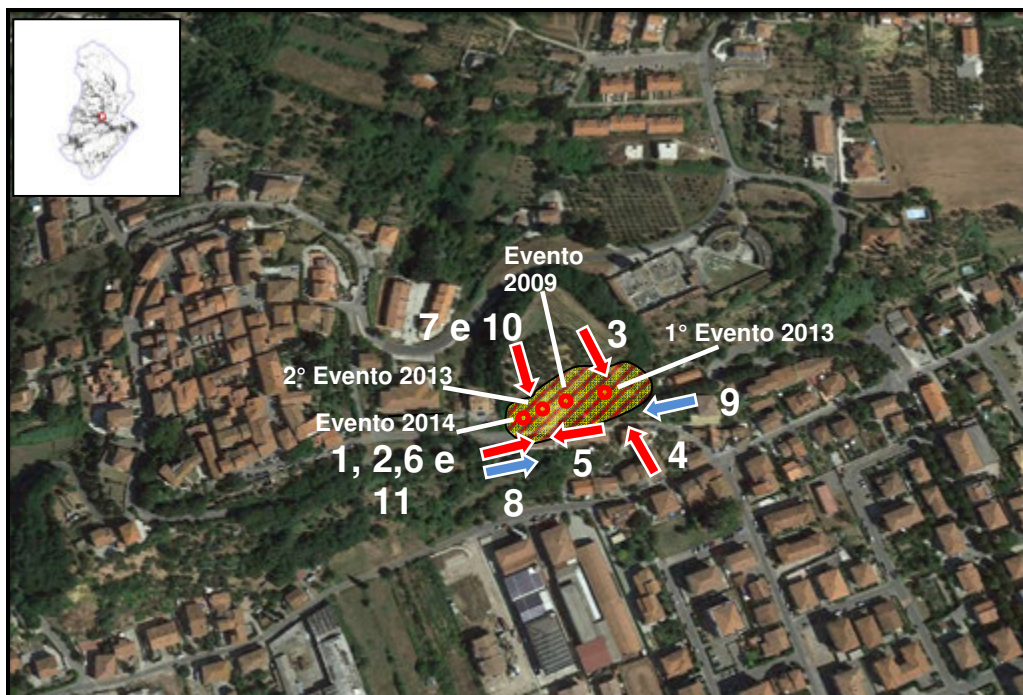 Evento
2009
7 e 10
3
1° Evento 2013
2° Evento 2013
Evento 2014
9
1, 2,6 e
11
5
4
8